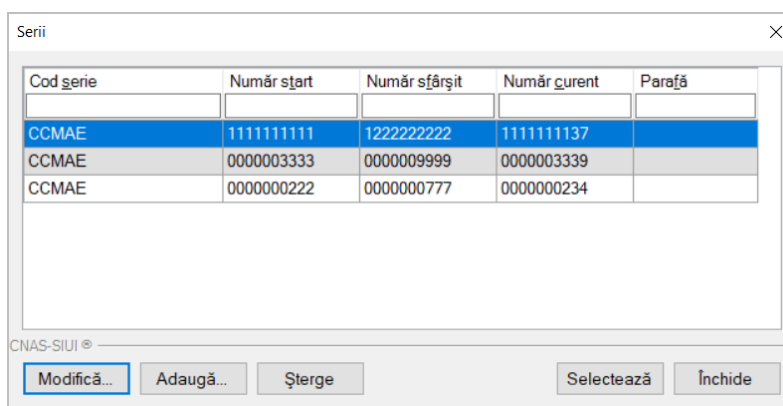 Serii
Cod serie Număr start Număr sfârșit Număr curent Parafă
CCMAE 1111111111 1222222222 1111111137
CCMAE 0000003333 0000009999 0000003339
CCMAE 0000000222 0000000777 0000000234
CNAS-SIUI ®
Modifică... Adaugă... Șterge Selectează Închide